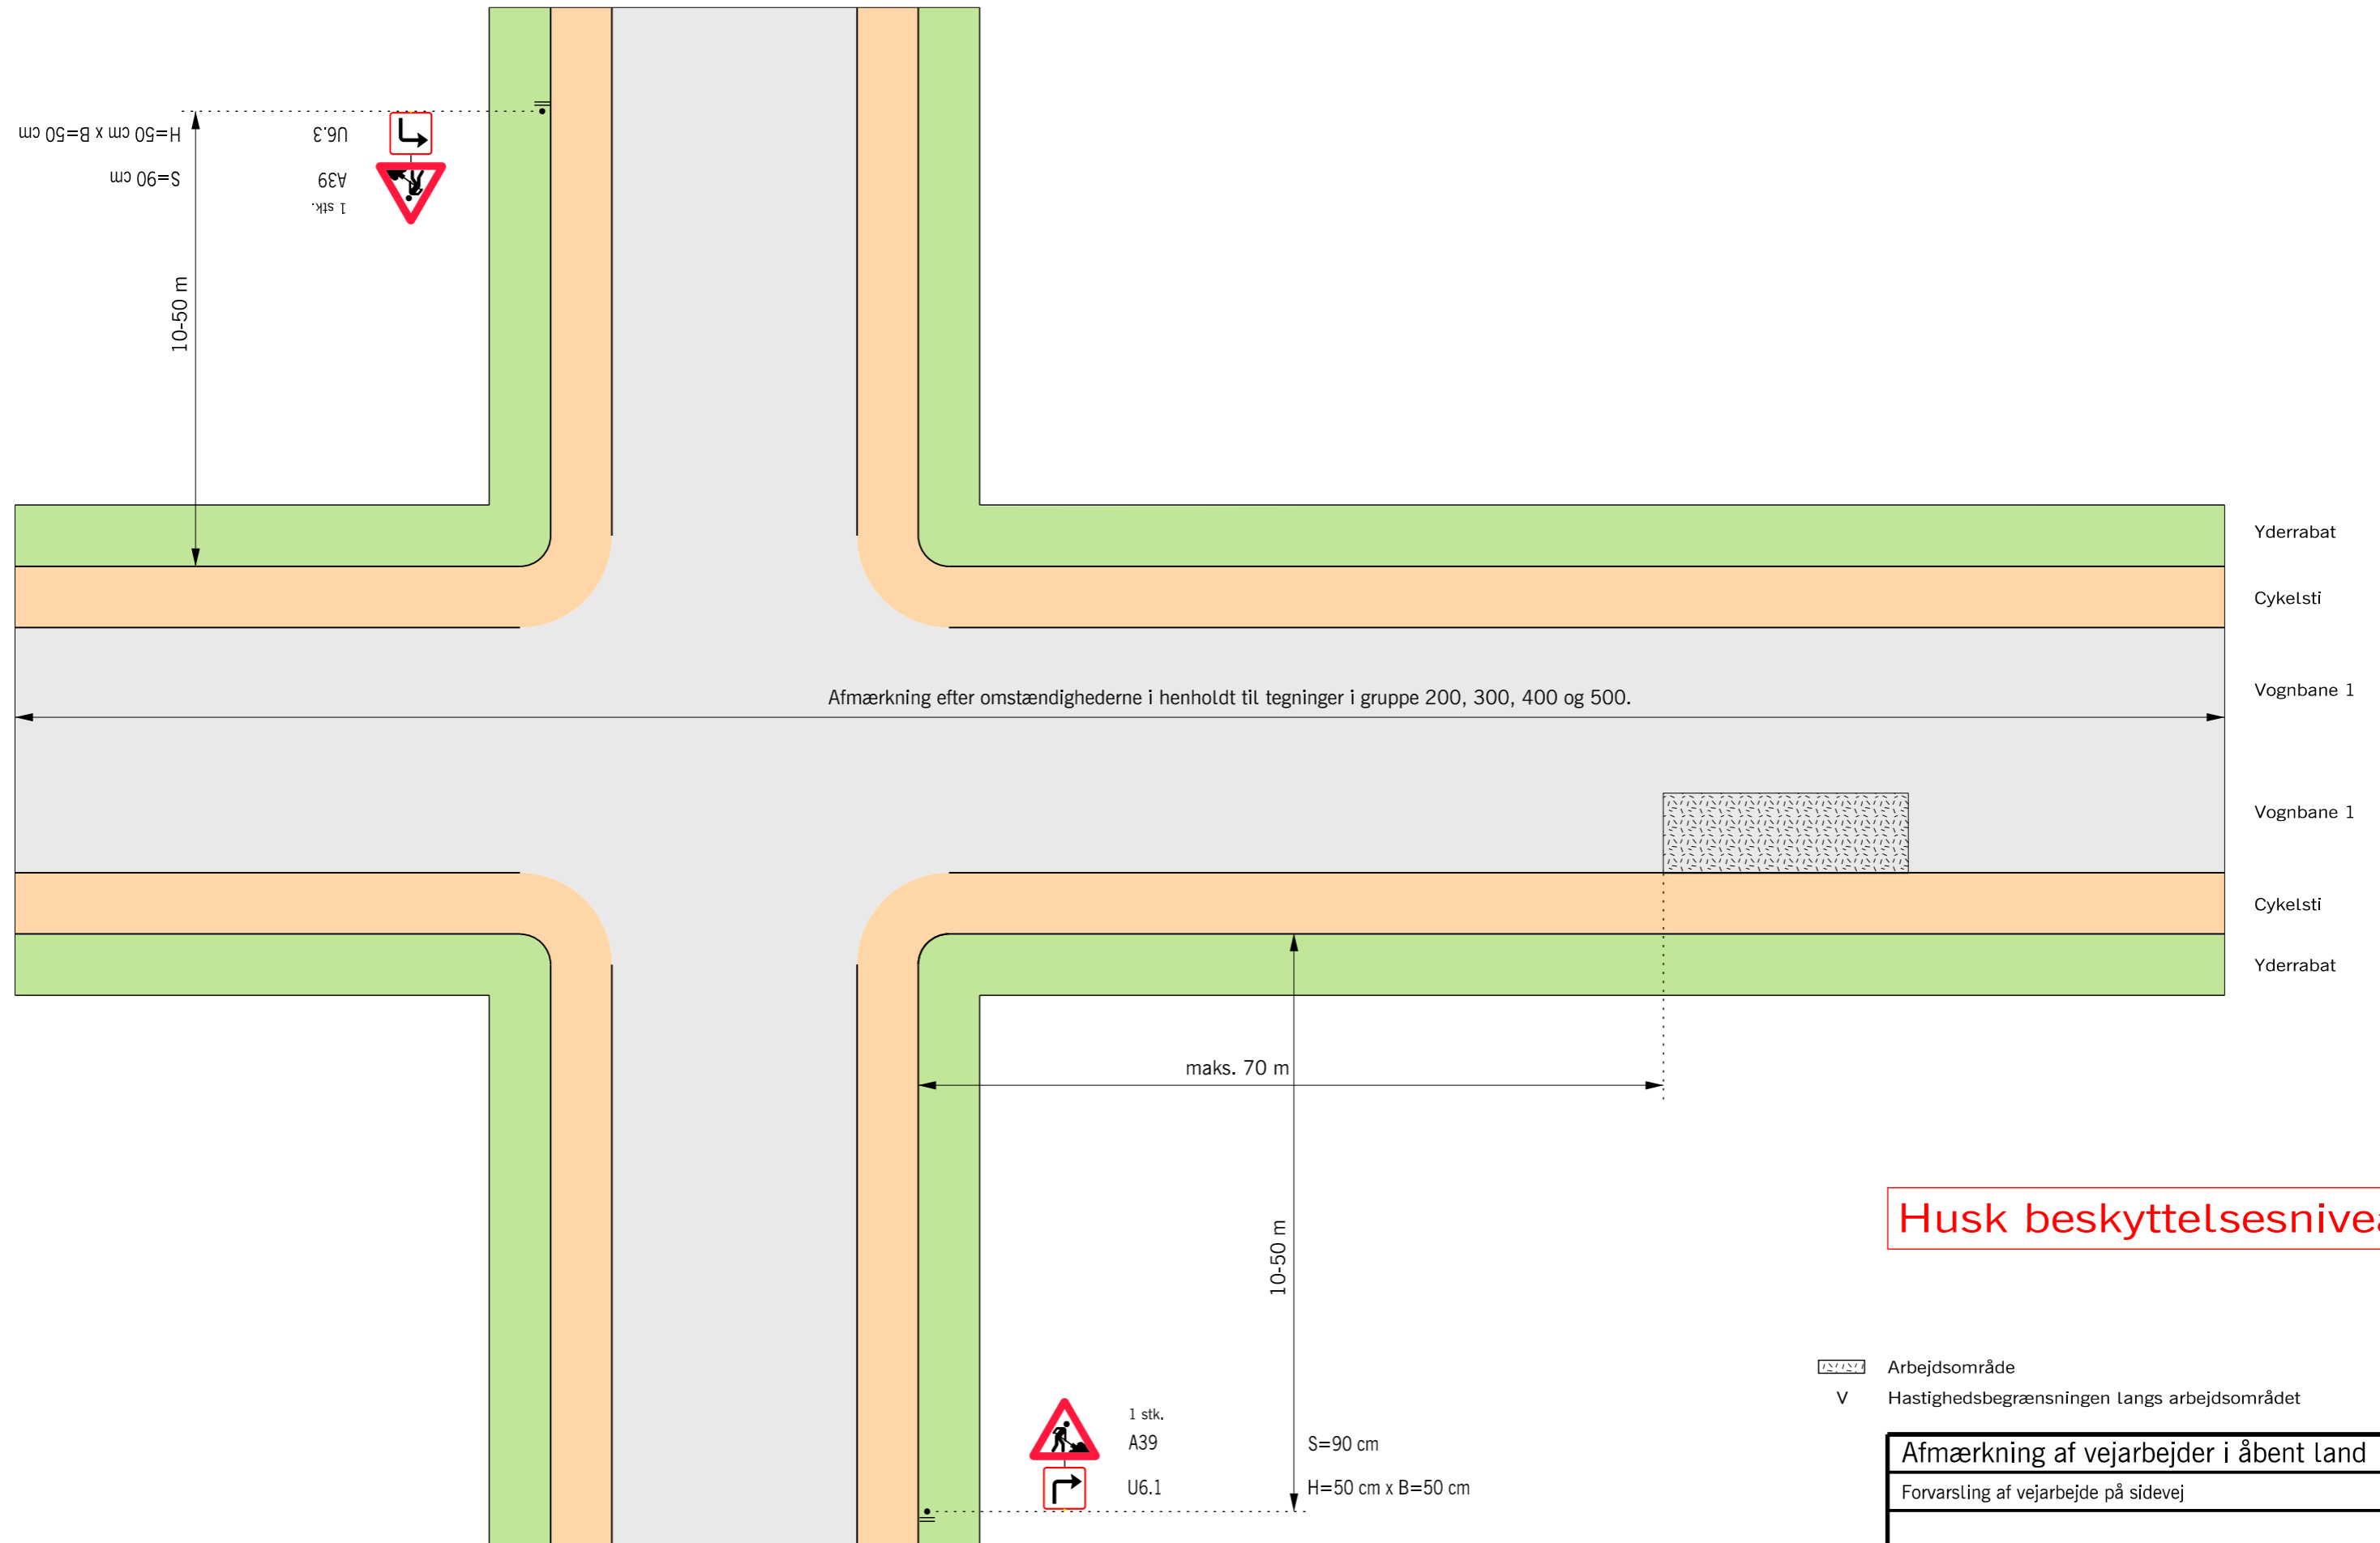 H=50 cm x B=50 cm
U6.3
S=90 cm
A39
1 stk.
10-50 m
Yderrabat
Cykelsti
Vognbane 1
Afmærkning efter omstændighederne i henholdt til tegninger i gruppe 200, 300, 400 og 500.
Vognbane 1
Cykelsti
Yderrabat
maks. 70 m
10-50 m
Husk beskyttelsesnivea
Arbejdsområde
V Hastighedsbegrænsningen langs arbejdsområdet
1 stk.
A39
S=90 cm
U6.1
H=50 cm x B=50 cm
Afmærkning af vejarbejder i åbent land
Forvarsling af vejarbejde på sidevej